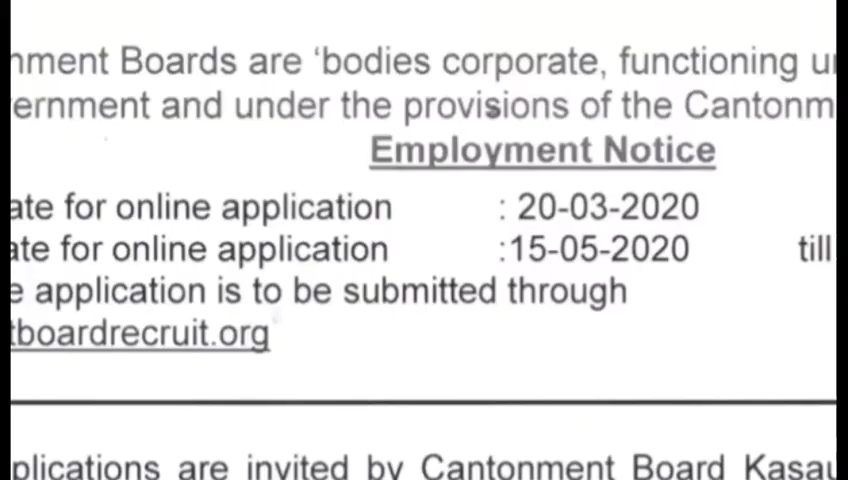 nment Boards are 'bodies corporate, functioning
ernment and under the provisions of the Cantonm
Employment Notice
ate for online application : 20-03-2020
ate for online application :15-05-2020 till
e application is to be submitted through
tboardrecruit.org
plications are invited by Cantonment Board Kasau